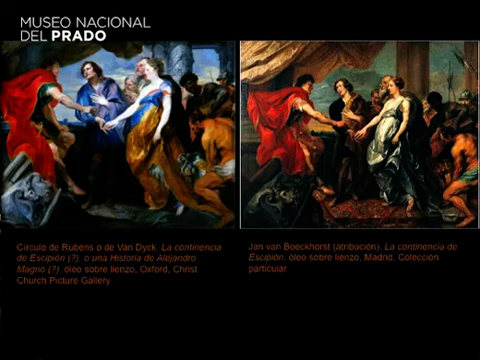 MUSEO NACIONAL
DEL PRADO
Círculo de Rubens o de Van Dyck. La continencia
de Escipión (?), o una Historia de Alejandro
Magno (?), óleo sobre lienzo, Oxford, Christ
Church Picture Gallery
Jan van Boeckhorst (atribución). La continencia de
Escipión, óleo sobre lienzo, Madrid, Colección
particular